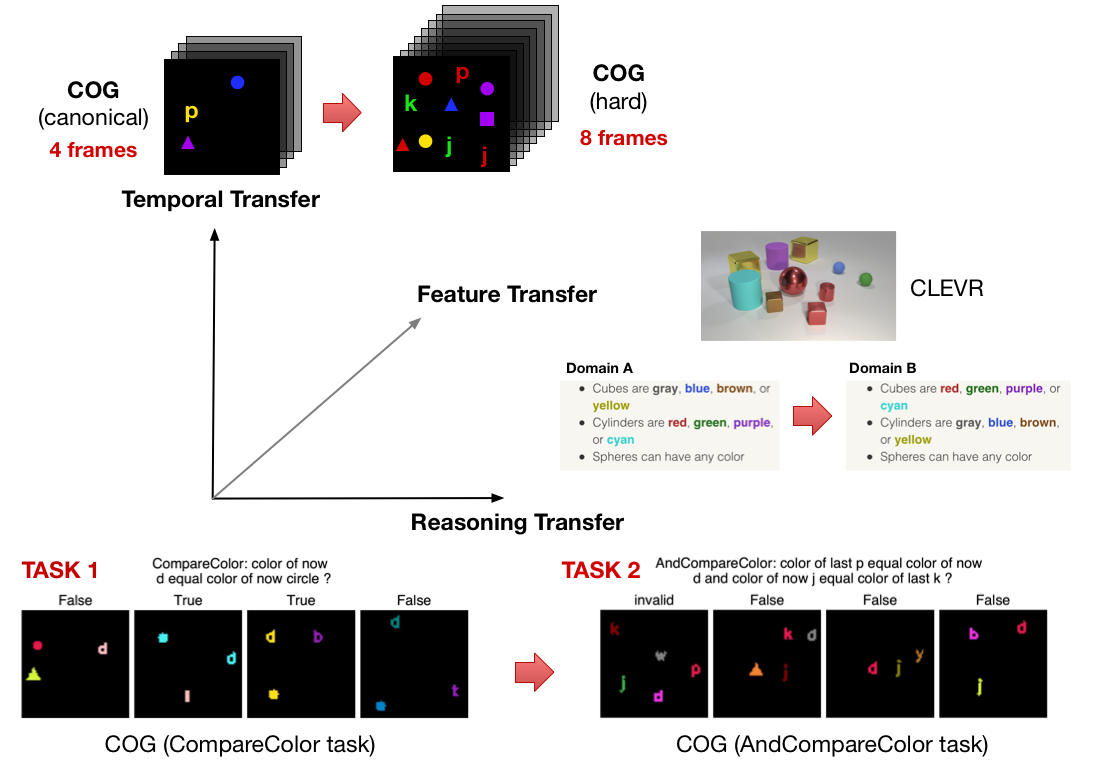 COG
(canonical)
4 frames
p
p
k
j
j
COG
(hard)
8 frames
Temporal Transfer
Feature Transfer
CLEVR
Domain A
• Cubes are gray, blue, brown, or
yellow
• Cylinders are red, green, purple,
or cyan
• Spheres can have any color
Domain B
• Cubes are red, green, purple, or
cyan
• Cylinders are gray, blue, brown,
or yellow
• Spheres can have any color
Reasoning Transfer
TASK 1
CompareColor: color of now
d equal color of now circle ?
False
True
True
False
d
d
l
d b
d
t
COG (CompareColor task)
TASK 2
AndCompareColor: color of last p equal color of now
d and color of now j equal color of last k ?
invalid
False
False
False
k
w
p
j
d
k d
j
y
d j
b d
j
COG (AndCompareColor task)